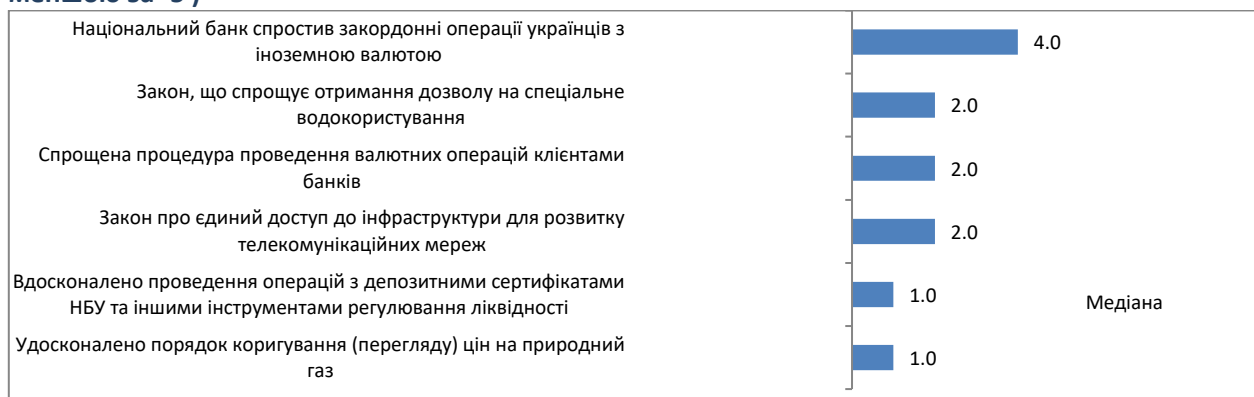 Національний банк спростив закордонні операції українців з
іноземною валютою
4.0
Закон, що спрощує отримання дозволу на спеціальне
водокористування
2.0
Спрощена процедура проведення валютних операцій клієнтами
банків
2.0
Закон про єдиний доступ до інфраструктури для розвитку
телекомунікаційних мереж
2.0
Вдосконалено проведення операцій з депозитними сертифікатами
НБУ та іншими інструментами регулювання ліквідності
1.0
Медіана
Удосконалено порядок коригування (перегляду) цін на природний
газ
1.0